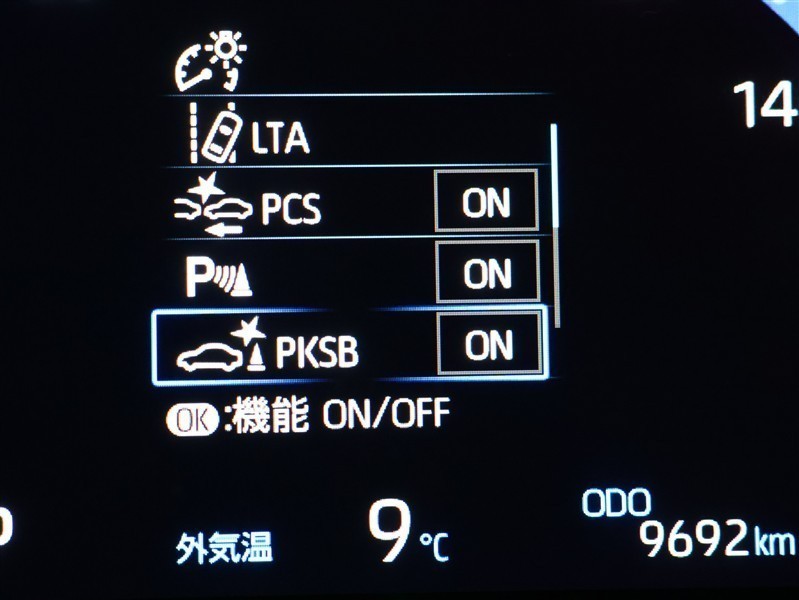 14
LTA
PCS ON
P ON
PKSB ON
OK:機能 ON/OFF
外気温 9℃
ODO
9692km